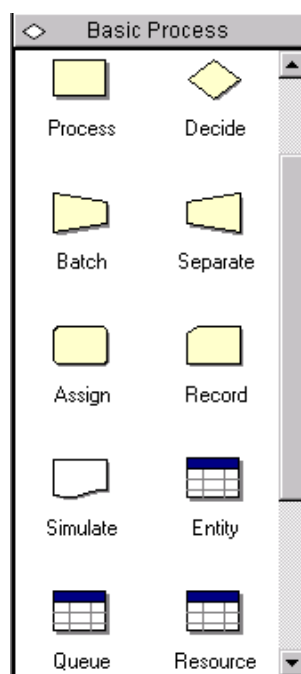 Basic Process
Process Decide
Batch Separate
Assign Record
Simulate Entity
Queue Resource